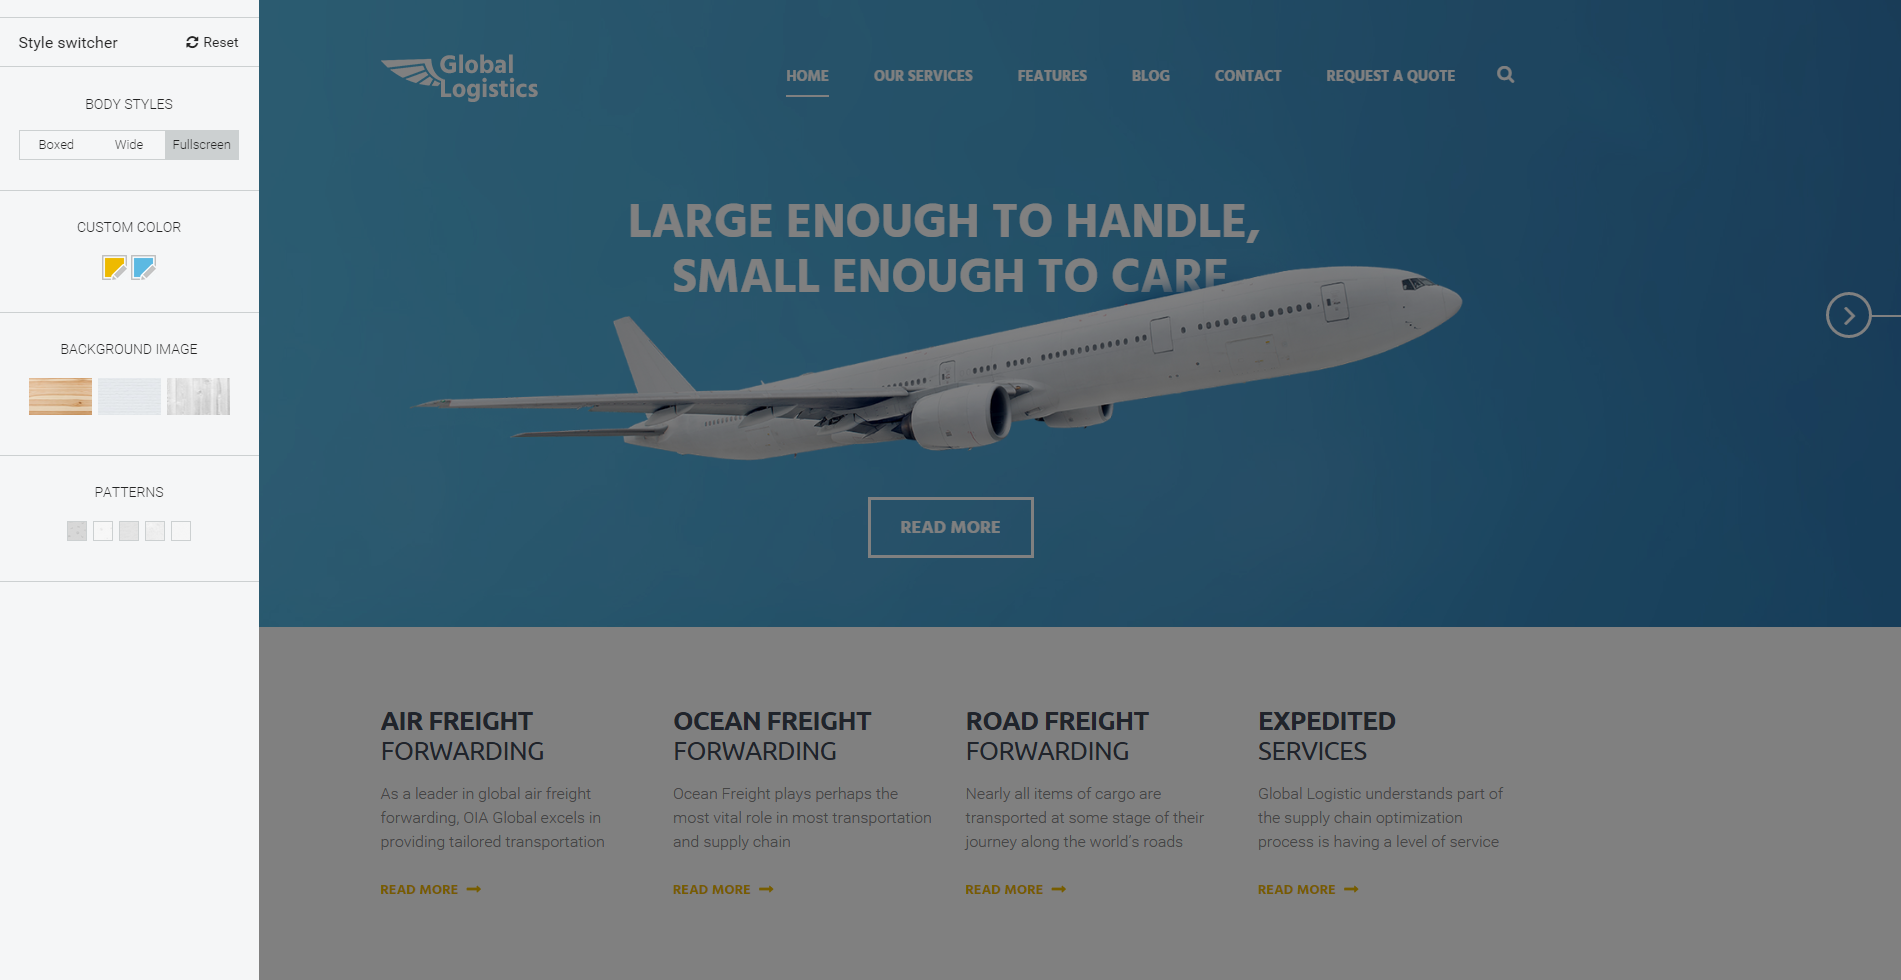 Style switcher
Reset
BODY STYLES
Boxed
Wide
Fullscreen
CUSTOM COLOR
BACKGROUND IMAGE
PATTERNS
Global
Logistics
HOME
OUR SERVICES
FEATURES
BLOG
CONTACT
REQUEST A QUOTE
LARGE ENOUGH TO HANDLE,
SMALL ENOUGH TO CARE
READ MORE
AIR FREIGHT
FORWARDING
As a leader in global air freight
forwarding, OIA Global excels in
providing tailored transportation
READ MORE
OCEAN FREIGHT
FORWARDING
Ocean Freight plays perhaps the
most vital role in most transportation
and supply chain
READ MORE
ROAD FREIGHT
FORWARDING
Nearly all items of cargo are
transported at some stage of their
journey along the world's roads
READ MORE
EXPEDITED
SERVICES
Global Logistic understands part of
the supply chain optimization
process is having a level of service
READ MORE